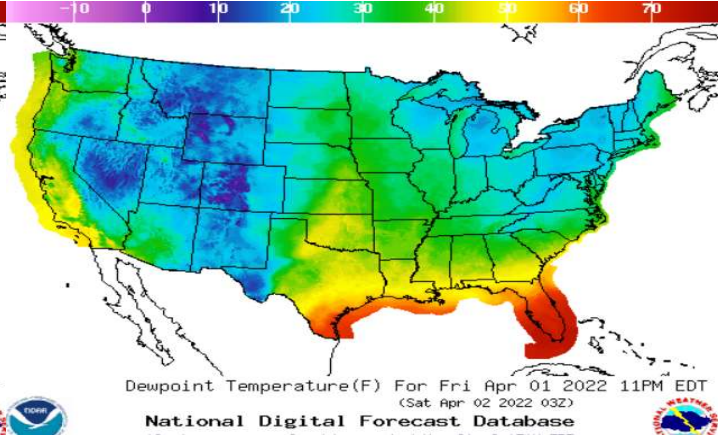 -10 0 10 20 30 40 50 60 70
Dewpoint Temperature(F) For Fri Apr 01 2022 11PM EDT
(Sat Apr 02 2022 03Z)
National Digital Forecast Database
NOAA